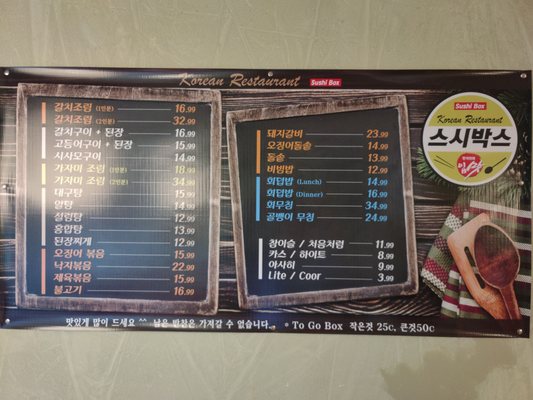 Korean Restaurant Sushi Box
갈치조림 (1인분) 16.99
갈치조림 (2인분) 32.99
갈치구이 + 된장 16.99
고등어구이 + 된장 15.99
시사모구이 14.99
가자미 조림 (1인분) 18.99
가자미 조림 (2인분) 34.99
대구탕 15.99
알탕 14.99
설렁탕 12.99
홍합탕 13.99
된장찌개 12.99
오징어 볶음 15.99
낙지볶음 22.99
제육볶음 15.99
불고기 16.99
돼지갈비 23.99
오징어돌솥 14.99
돌솥 13.99
비빔밥 12.99
회덥밥 (Lunch) 14.99
회덥밥 (Dinner) 16.99
회무침 34.99
골뱅이 무침 24.99
참이슬 / 처음처럼 11.99
카스 / 하이트 8.99
아사히 9.99
Lite / Coor 3.99
Sushi Box
Korean Restaurant
스시박스
맛있게 많이 드세요 ^^ 남은 반찬은 가져갈 수 없습니다.. * To Go Box 작은것 25c, 큰것50c